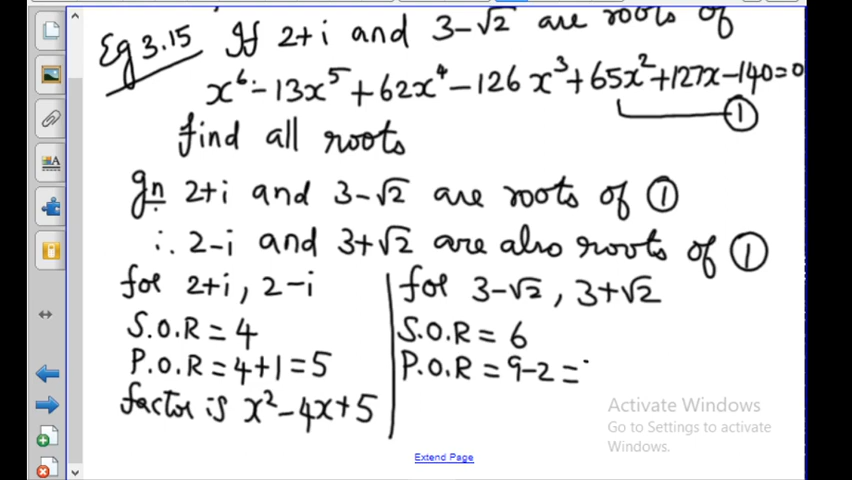 Eg 3.15 If 2+i and 3-√2 are roots of
x⁶-13x⁵+62x⁴-126x³+65x²+127x-140=0
①
find all roots
gn 2+i and 3-√2 are roots of ①
∴ 2-i and 3+√2 are also roots of ①
for 2+i, 2-i
S.O.R = 4
P.O.R = 4+1 = 5
factor is x²-4x+5
for 3-√2, 3+√2
S.O.R = 6
P.O.R = 9-2 =
Activate Windows
Go to Settings to activate
Windows.
Extend Page